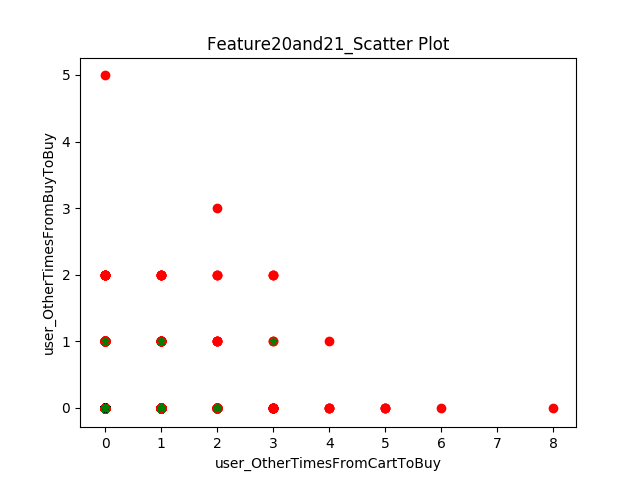 Feature20and21_Scatter Plot
user_OtherTimesFromBuyToBuy
5
4
3
2
1
0
0 1 2 3 4 5 6 7 8
user_OtherTimesFromCartToBuy